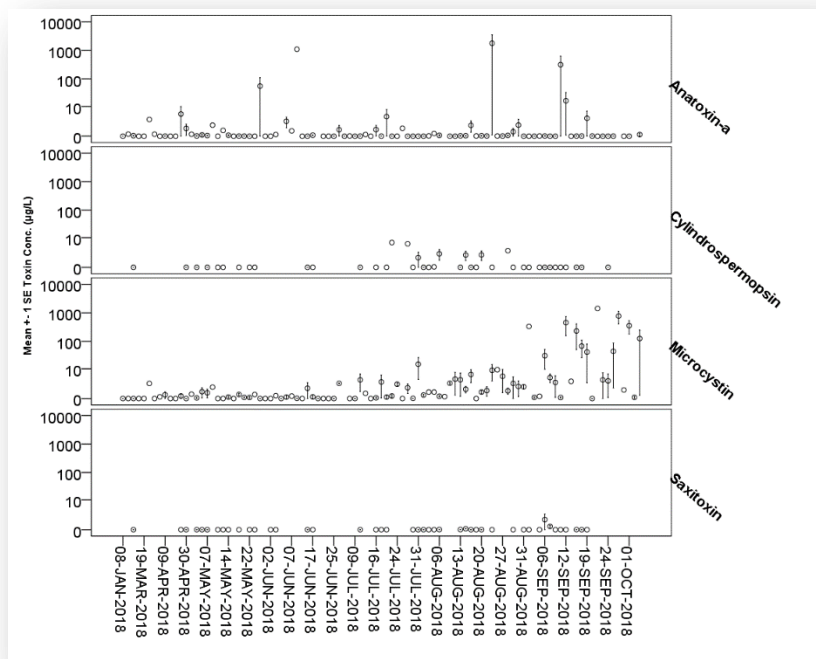 Mean +- 1 SE Toxin Conc. (µg/L)
10000
1000
100
10
0
Anatoxin-a
10000
1000
100
10
0
Cylindrospermopsin
10000
1000
100
10
0
Microcystin
10000
1000
100
10
0
Saxitoxin
08-JAN-2018
19-MAR-2018
09-APR-2018
30-APR-2018
07-MAY-2018
14-MAY-2018
22-MAY-2018
02-JUN-2018
07-JUN-2018
17-JUN-2018
25-JUN-2018
09-JUL-2018
16-JUL-2018
24-JUL-2018
31-JUL-2018
06-AUG-2018
13-AUG-2018
20-AUG-2018
27-AUG-2018
31-AUG-2018
06-SEP-2018
12-SEP-2018
19-SEP-2018
24-SEP-2018
01-OCT-2018